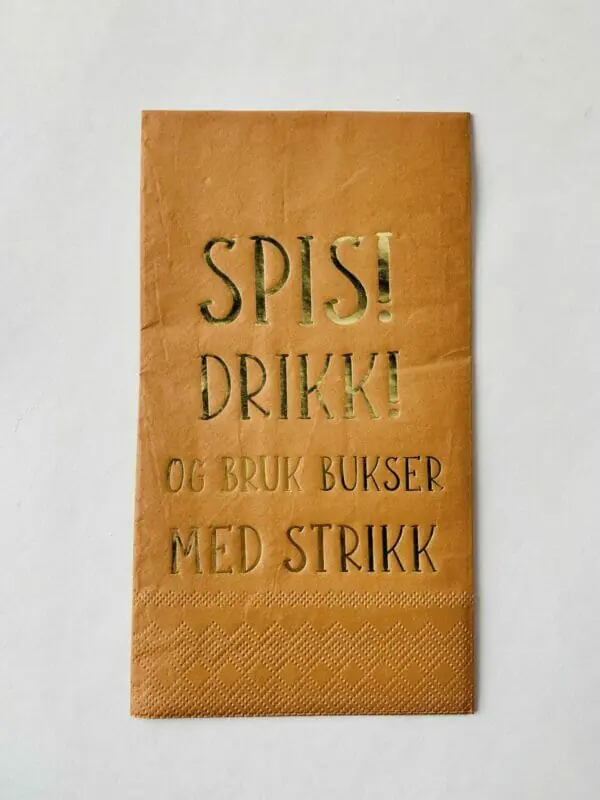 SPIS!
DRIKK!
OG BRUK BUKSER
MED STRIKK